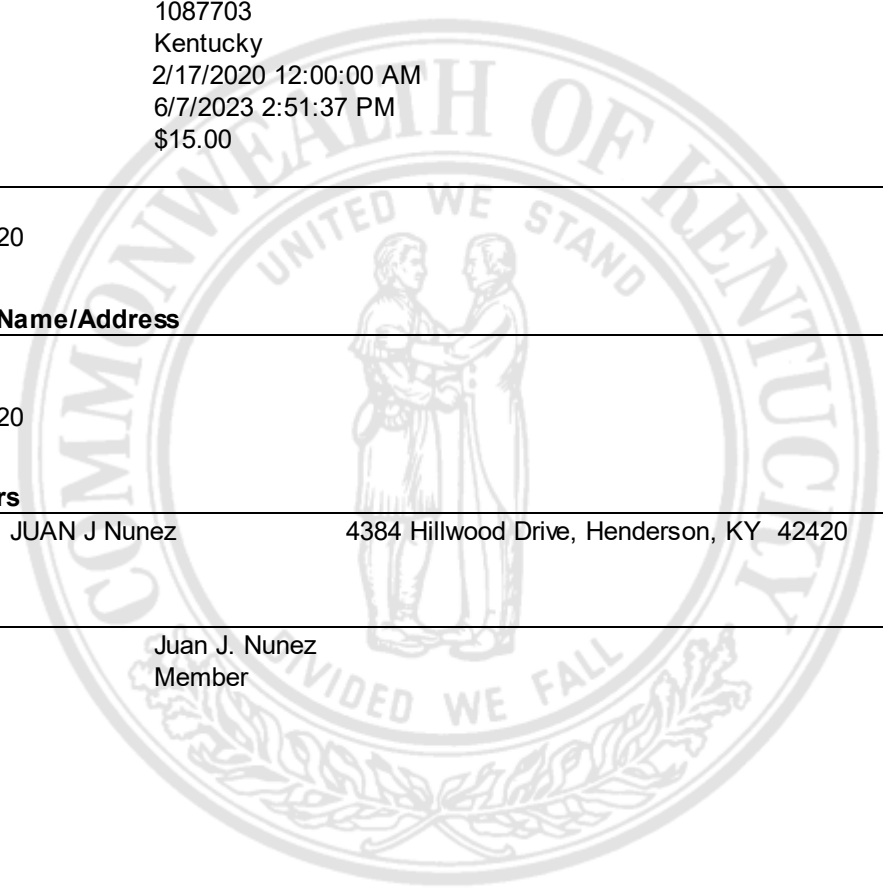 1087703
Kentucky
2/17/2020 12:00:00 AM
6/7/2023 2:51:37 PM
$15.00
20
Name/Address
20
rs
JUAN J Nunez 4384 Hillwood Drive, Henderson, KY 42420
Juan J. Nunez
Member
COMMONWEALTH OF KENTUCKY
UNITED WE STAND
DIVIDED WE FALL